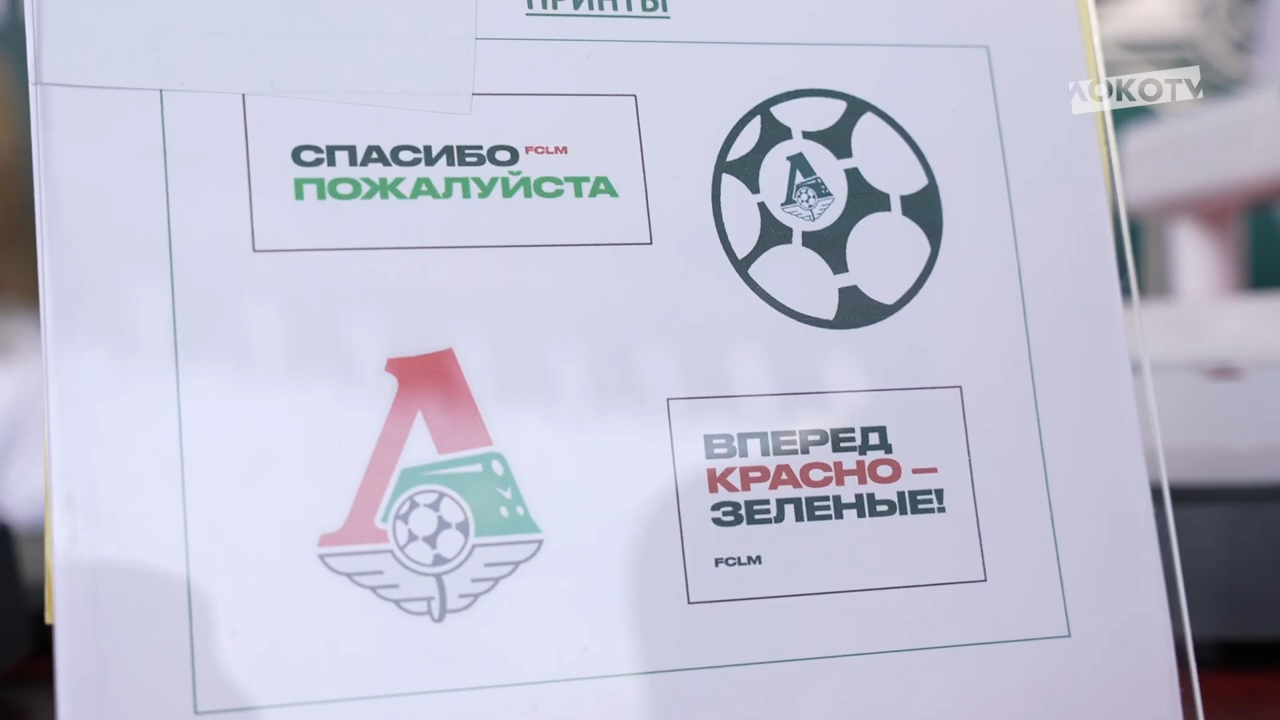 ПРИНТЫ
ЛОКОTV
СПАСИБО FCLM
ПОЖАЛУЙСТА
ВПЕРЕД
КРАСНО –
ЗЕЛЕНЫЕ!
FCLM